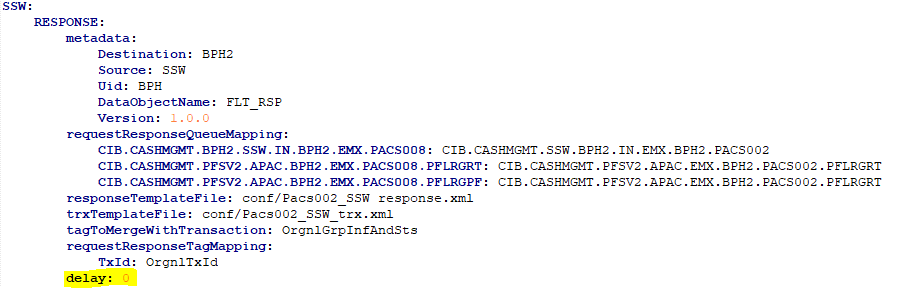 SSW:
RESPONSE:
metadata:
Destination: BPH2
Source: SSW
Uid: BPH
DataObjectName: FLT_RSP
Version: 1.0.0
requestResponseQueueMapping:
CIB.CASHMGMT.BPH2.SSW.IN.BPH2.EMX.PACS008: CIB.CASHMGMT.SSW.BPH2.IN.EMX.BPH2.PACS002
CIB.CASHMGMT.PFSV2.APAC.BPH2.EMX.PACS008.PFLRGRT: CIB.CASHMGMT.PFSV2.APAC.EMX.BPH2.PACS002.PFLRGRT
CIB.CASHMGMT.PFSV2.APAC.BPH2.EMX.PACS008.PFLRGPF: CIB.CASHMGMT.PFSV2.APAC.EMX.BPH2.PACS002.PFLRGRT
responseTemplateFile: conf/Pacs002_SSW response.xml
trxTemplateFile: conf/Pacs002_SSW_trx.xml
tagToMergeWithTransaction: OrgnlGrpInfAndSts
requestResponseTagMapping:
TxId: OrgnlTxId
delay: 0